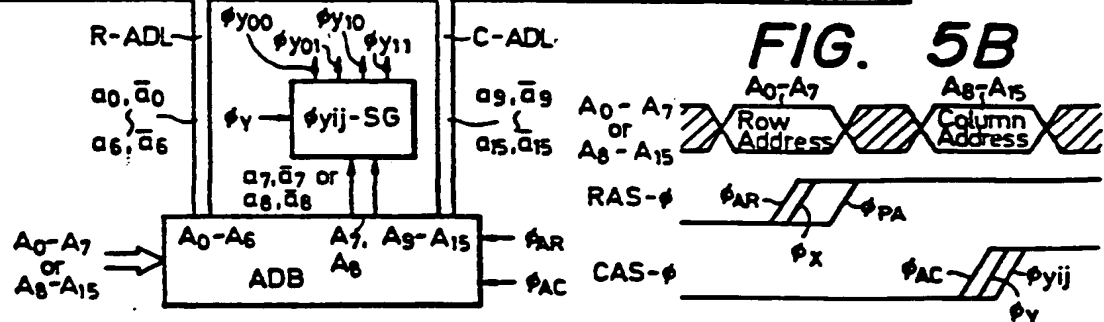 R-ADL
φy00
φy01
φy10
φy11
C-ADL
a0, ā0
a6, ā6
φY
φyij-SG
a9, ā9
a15, ā15
a7, ā7 or
a8, ā8
A0-A7
or
A8-A15
A0-A6
A7,
A8
A9-A15
ADB
φAR
φAC
FIG. 5B
A0-A7
A8-A15
A0-A7
or
A8-A15
Row
Address
Column
Address
RAS-φ
φAR
φX
φPA
CAS-φ
φAC
φyij
φY